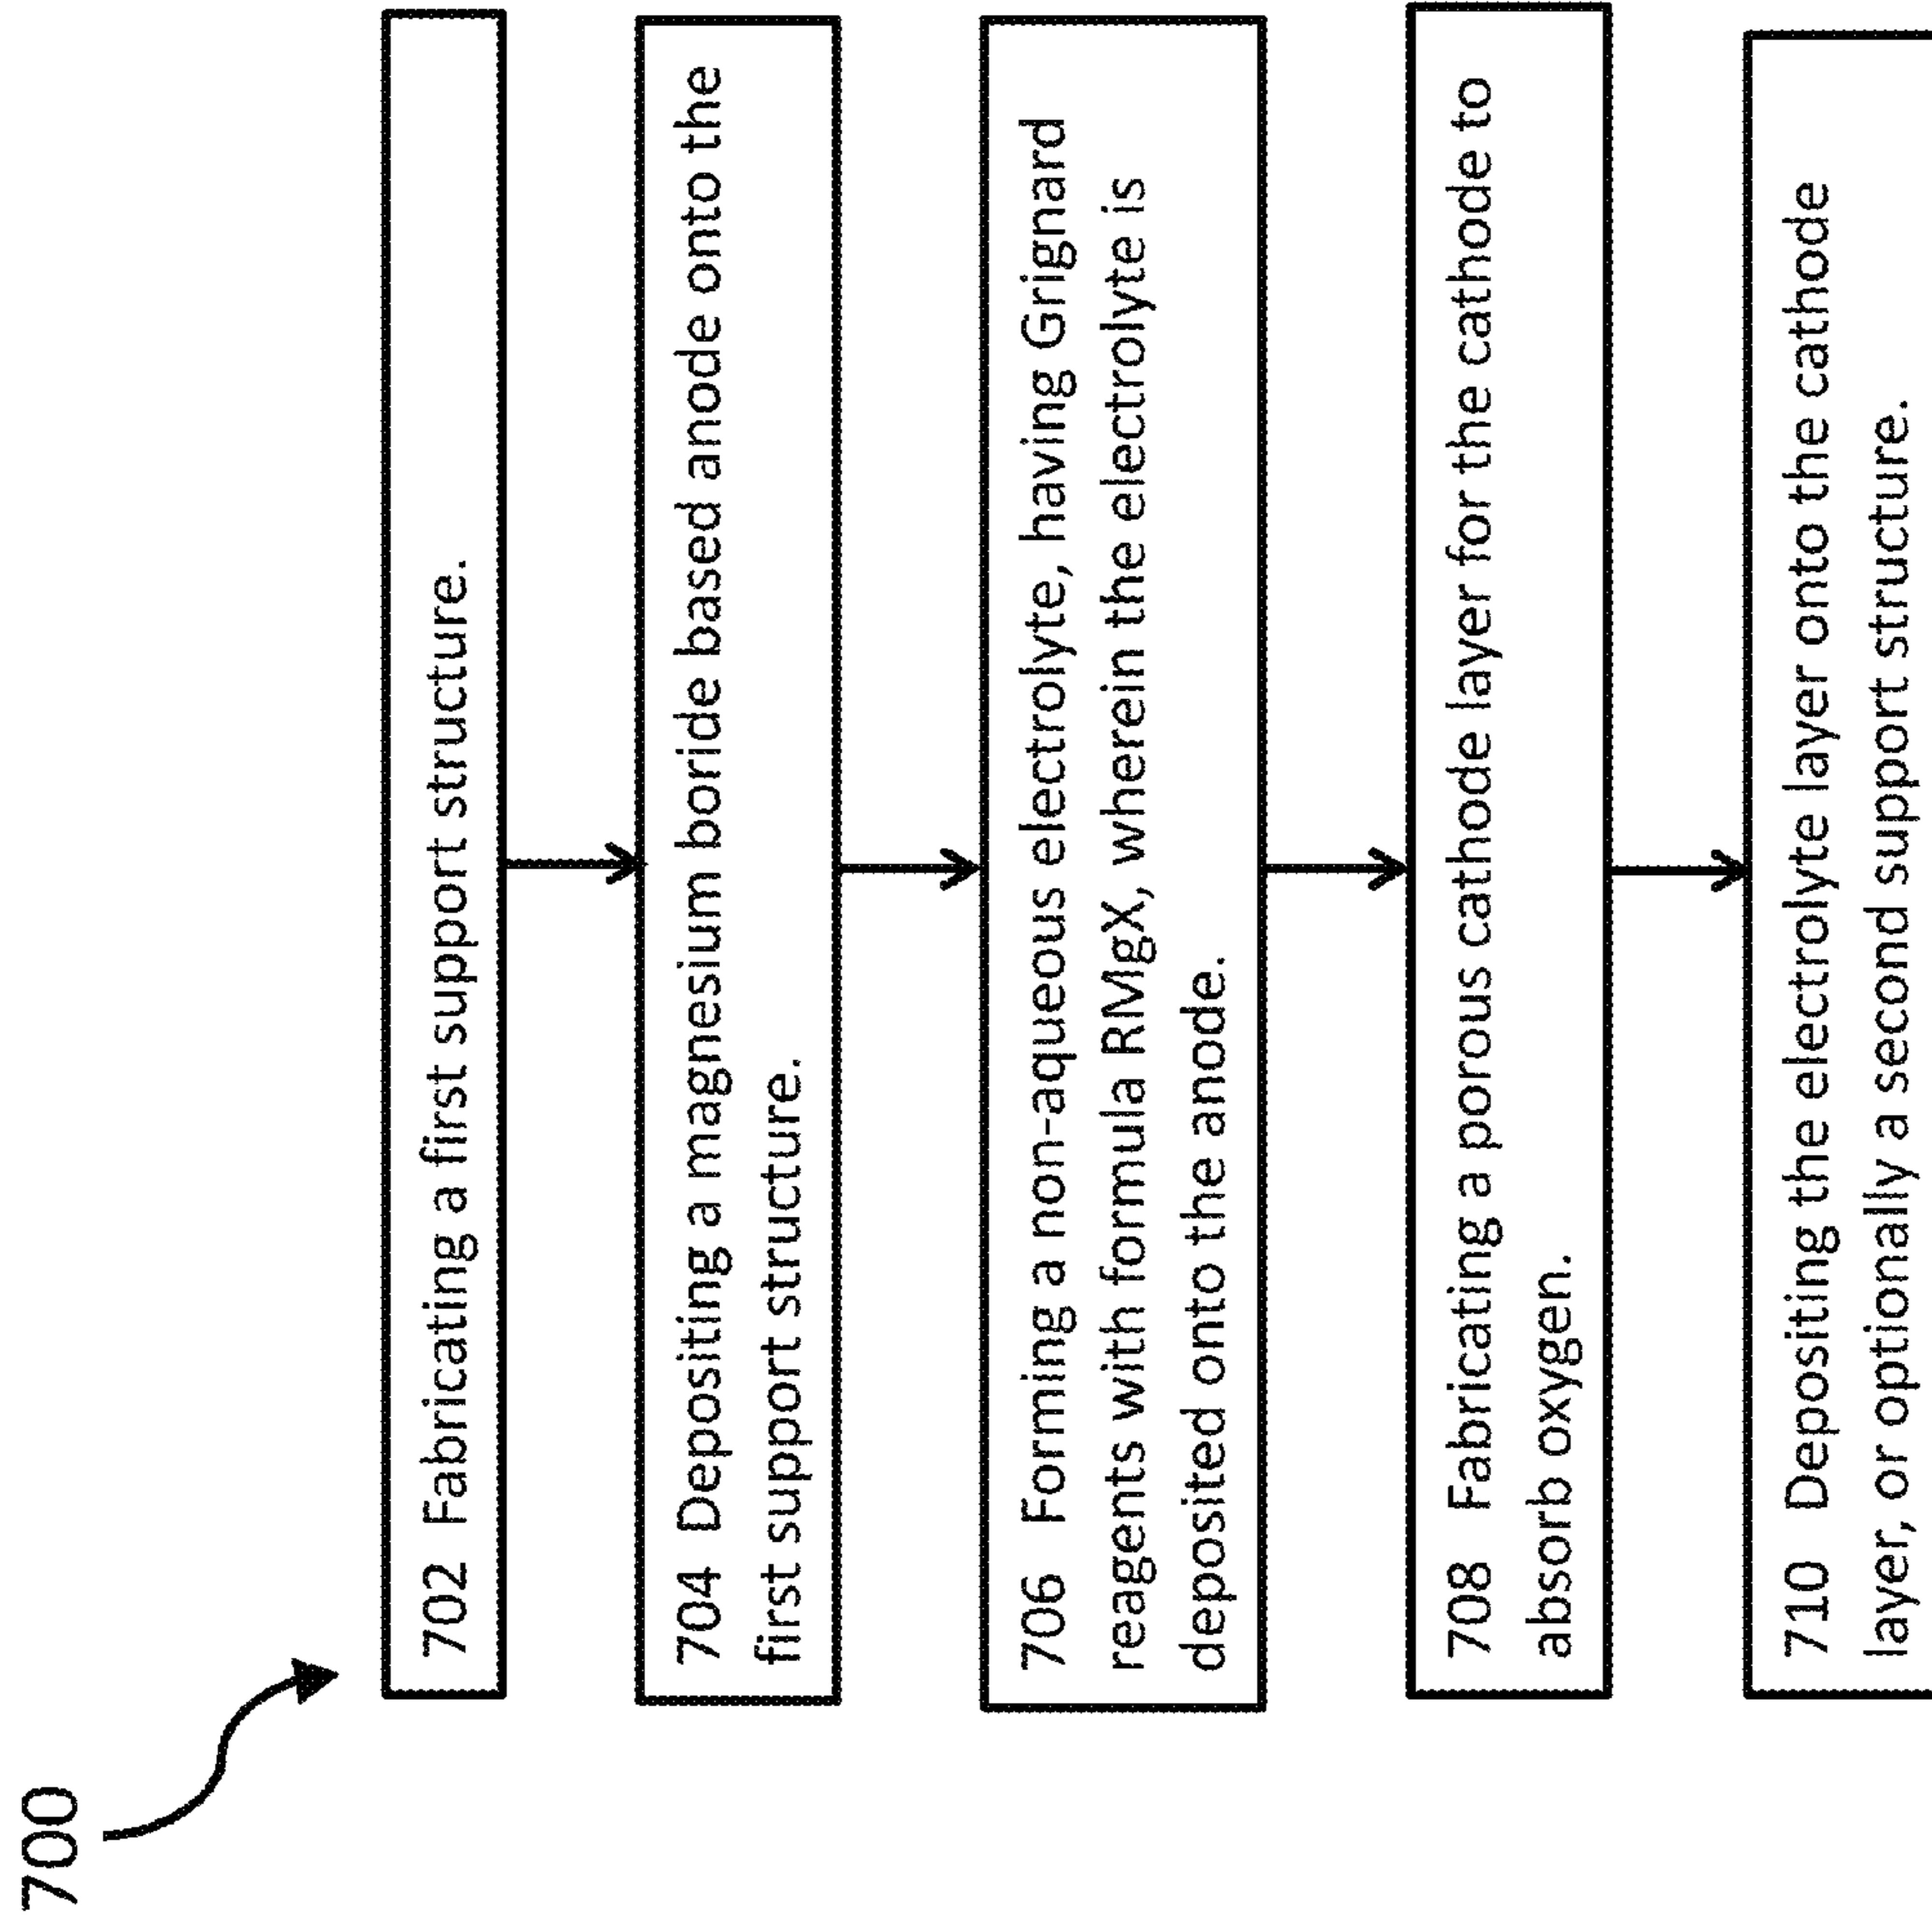 700
702 Fabricating a first support structure.
704 Depositing a magnesium boride based anode onto the
first support structure.
706 Forming a non-aqueous electrolyte, having Grignard
reagents with formula RMgX, wherein the electrolyte is
deposited onto the anode.
708 Fabricating a porous cathode layer for the cathode to
absorb oxygen.
710 Depositing the electrolyte layer onto the cathode
layer, or optionally a second support structure.